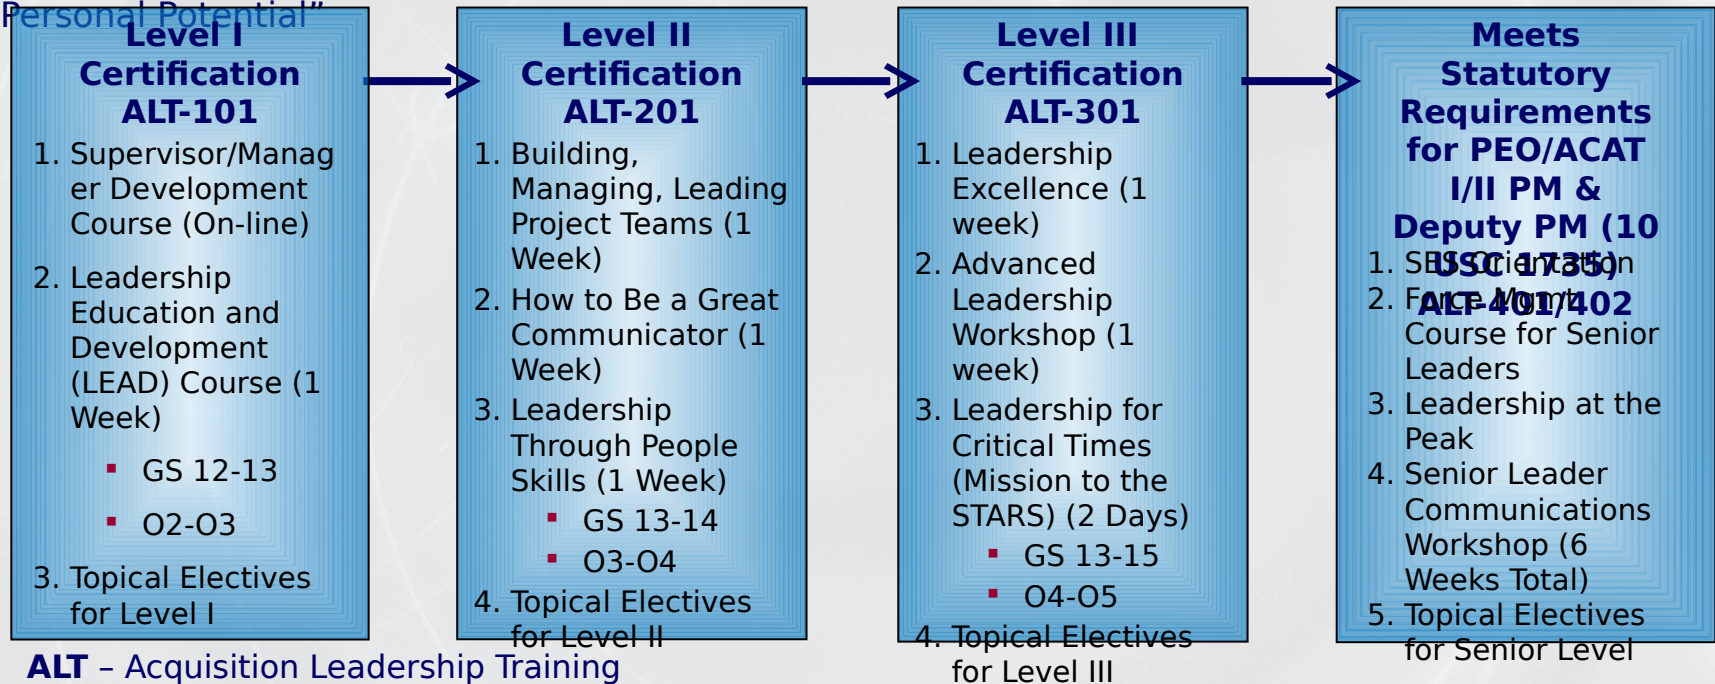 Personal Potential”
Level I
Certification
ALT-101
1. Supervisor/Manag
er Development
Course (On-line)
2. Leadership
Education and
Development
(LEAD) Course (1
Week)
▪ GS 12-13
▪ O2-O3
3. Topical Electives
for Level I
Level II
Certification
ALT-201
1. Building,
Managing, Leading
Project Teams (1
Week)
2. How to Be a Great
Communicator (1
Week)
3. Leadership
Through People
Skills (1 Week)
▪ GS 13-14
▪ O3-O4
4. Topical Electives
for Level II
Level III
Certification
ALT-301
1. Leadership
Excellence (1
week)
2. Advanced
Leadership
Workshop (1
week)
3. Leadership for
Critical Times
(Mission to the
STARS) (2 Days)
▪ GS 13-15
▪ O4-O5
4. Topical Electives
for Level III
Meets
Statutory
Requirements
for PEO/ACAT
I/II PM &
Deputy PM (10
USC 1735)
ALT-401/402
1. SES Orientation
2. Force Mgmt
Course for Senior
Leaders
3. Leadership at the
Peak
4. Senior Leader
Communications
Workshop (6
Weeks Total)
5. Topical Electives
for Senior Level
ALT – Acquisition Leadership Training